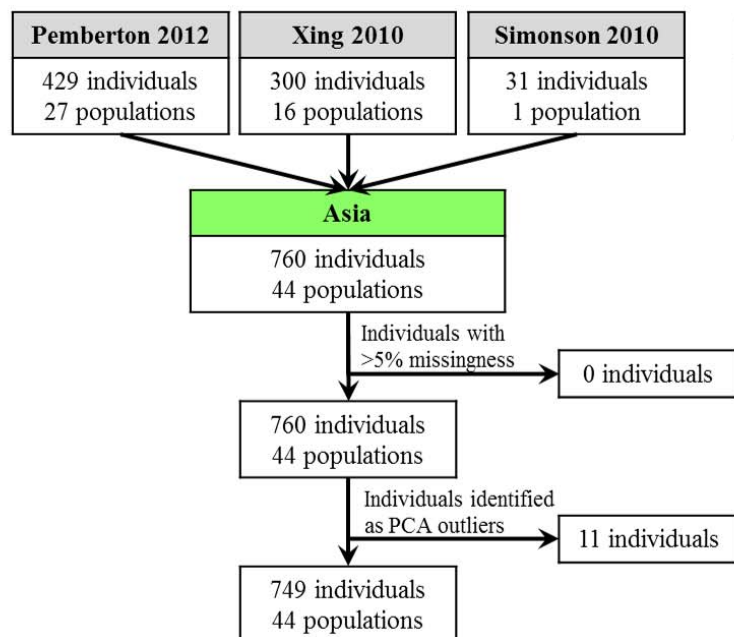 Pemberton 2012
429 individuals
27 populations
Xing 2010
300 individuals
16 populations
Simonson 2010
31 individuals
1 population
Asia
760 individuals
44 populations
Individuals with
>5% missingness
0 individuals
760 individuals
44 populations
Individuals identified
as PCA outliers
11 individuals
749 individuals
44 populations